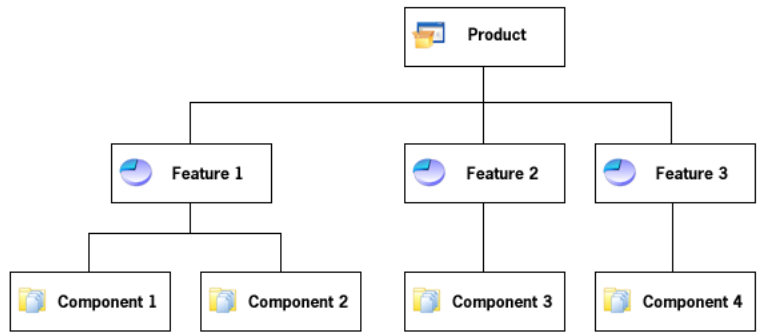 Product
Feature 1
Feature 2
Feature 3
Component 1
Component 2
Component 3
Component 4